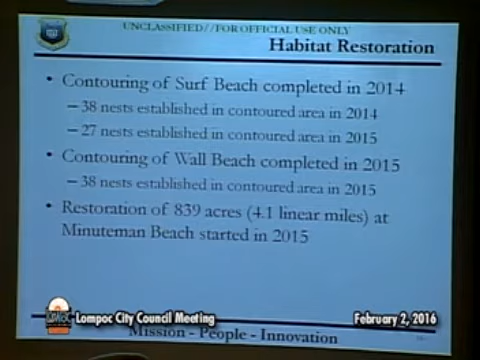 UNCLASSIFIED//FOR OFFICIAL USE ONLY
Habitat Restoration
• Contouring of Surf Beach completed in 2014
– 38 nests established in contoured area in 2014
– 27 nests established in contoured area in 2015
• Contouring of Wall Beach completed in 2015
– 38 nests established in contoured area in 2015
• Restoration of 839 acres (4.1 linear miles) at
Minuteman Beach started in 2015
Lompoc City Council Meeting
February 2, 2016
Mission - People - Innovation